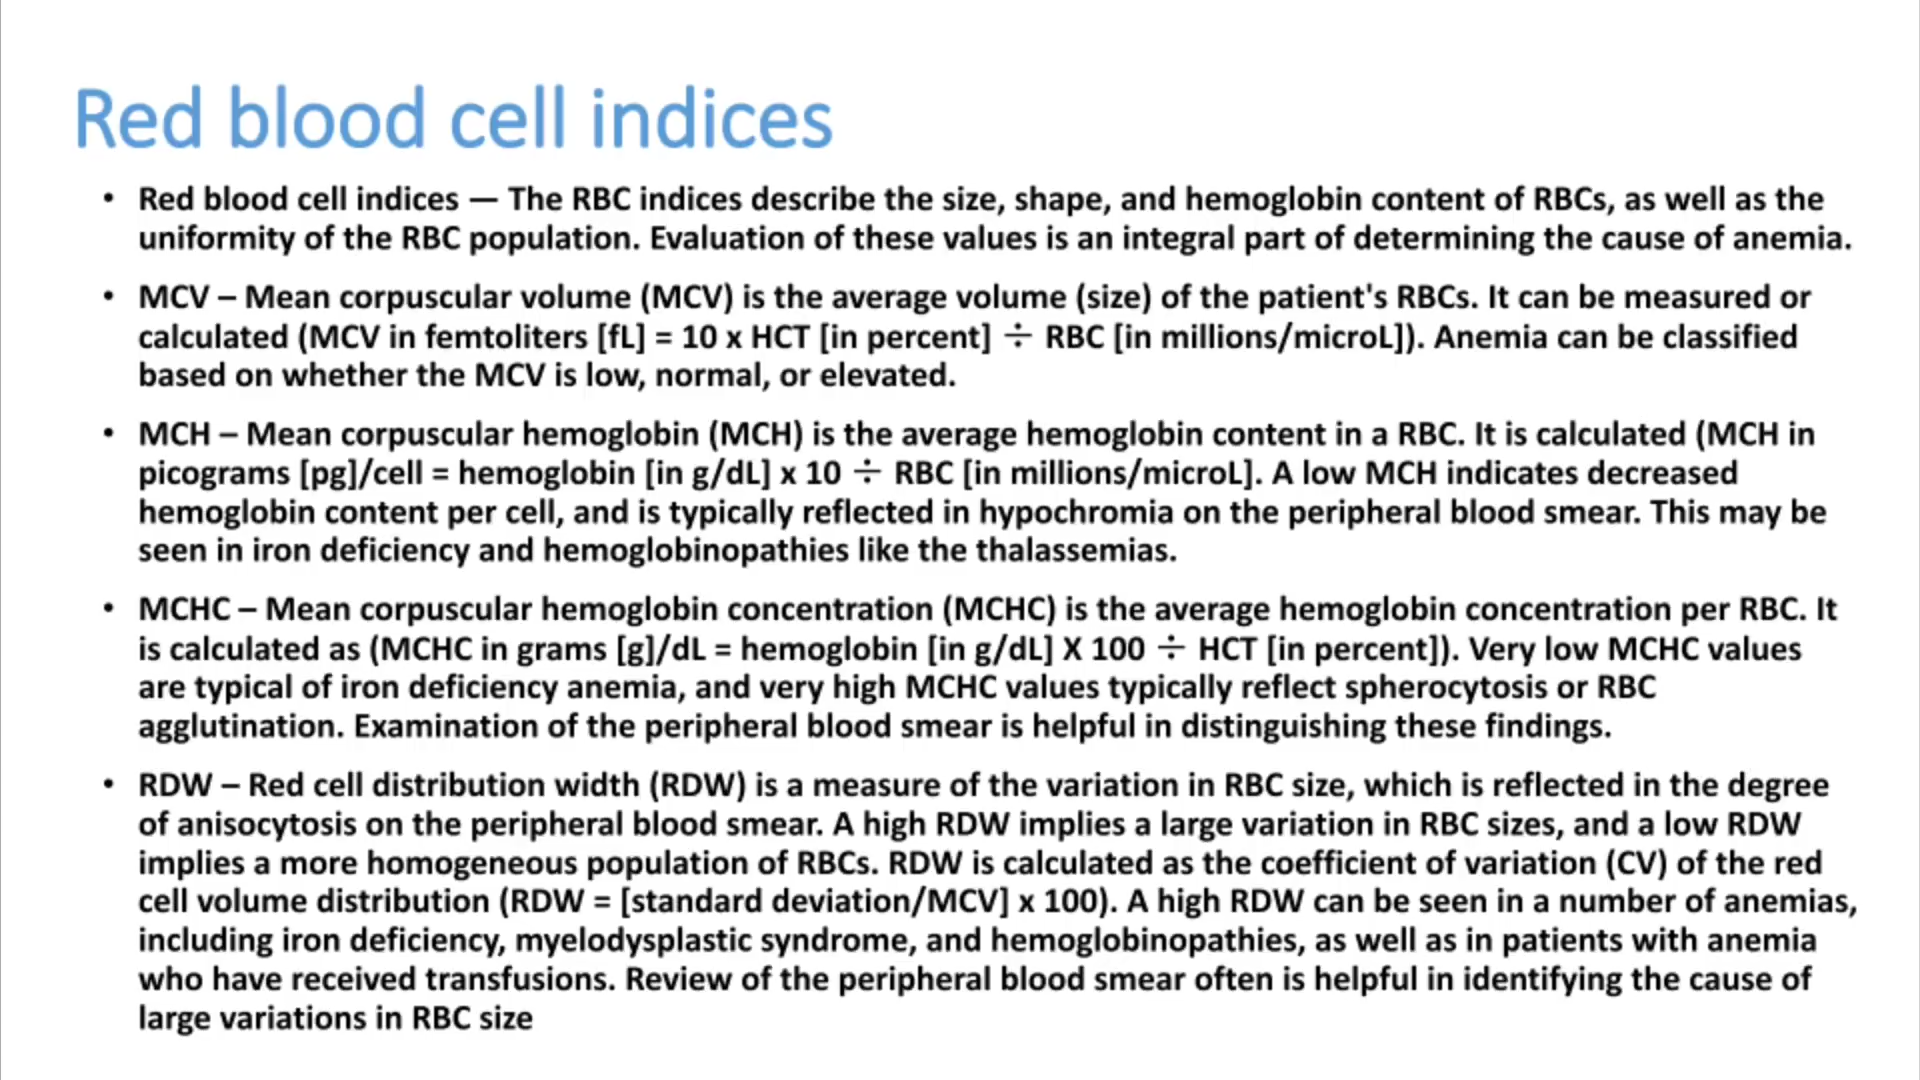 Red blood cell indices
• Red blood cell indices — The RBC indices describe the size, shape, and hemoglobin content of RBCs, as well as the
uniformity of the RBC population. Evaluation of these values is an integral part of determining the cause of anemia.
• MCV – Mean corpuscular volume (MCV) is the average volume (size) of the patient's RBCs. It can be measured or
calculated (MCV in femtoliters [fL] = 10 x HCT [in percent] ÷ RBC [in millions/microL]). Anemia can be classified
based on whether the MCV is low, normal, or elevated.
• MCH – Mean corpuscular hemoglobin (MCH) is the average hemoglobin content in a RBC. It is calculated (MCH in
picograms [pg]/cell = hemoglobin [in g/dL] x 10 ÷ RBC [in millions/microL]. A low MCH indicates decreased
hemoglobin content per cell, and is typically reflected in hypochromia on the peripheral blood smear. This may be
seen in iron deficiency and hemoglobinopathies like the thalassemias.
• MCHC – Mean corpuscular hemoglobin concentration (MCHC) is the average hemoglobin concentration per RBC. It
is calculated as (MCHC in grams [g]/dL = hemoglobin [in g/dL] X 100 ÷ HCT [in percent]). Very low MCHC values
are typical of iron deficiency anemia, and very high MCHC values typically reflect spherocytosis or RBC
agglutination. Examination of the peripheral blood smear is helpful in distinguishing these findings.
• RDW – Red cell distribution width (RDW) is a measure of the variation in RBC size, which is reflected in the degree
of anisocytosis on the peripheral blood smear. A high RDW implies a large variation in RBC sizes, and a low RDW
implies a more homogeneous population of RBCs. RDW is calculated as the coefficient of variation (CV) of the red
cell volume distribution (RDW = [standard deviation/MCV] x 100). A high RDW can be seen in a number of anemias,
including iron deficiency, myelodysplastic syndrome, and hemoglobinopathies, as well as in patients with anemia
who have received transfusions. Review of the peripheral blood smear often is helpful in identifying the cause of
large variations in RBC size